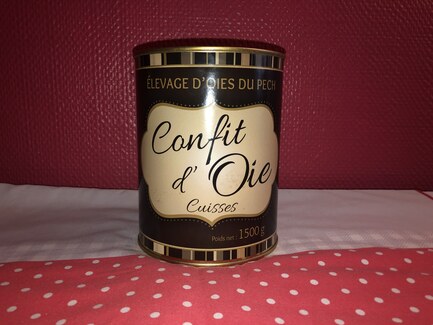 ÉLEVAGE D'OIES DU PECH
Confit
d' Oie
Cuisses
Poids net : 1500 g